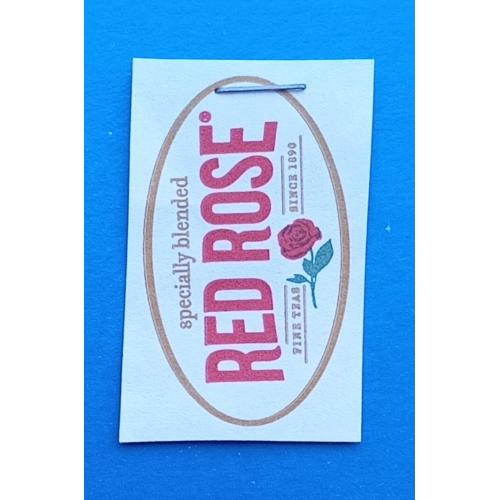 specially blended
RED ROSE®
FINE TEAS SINCE 1890